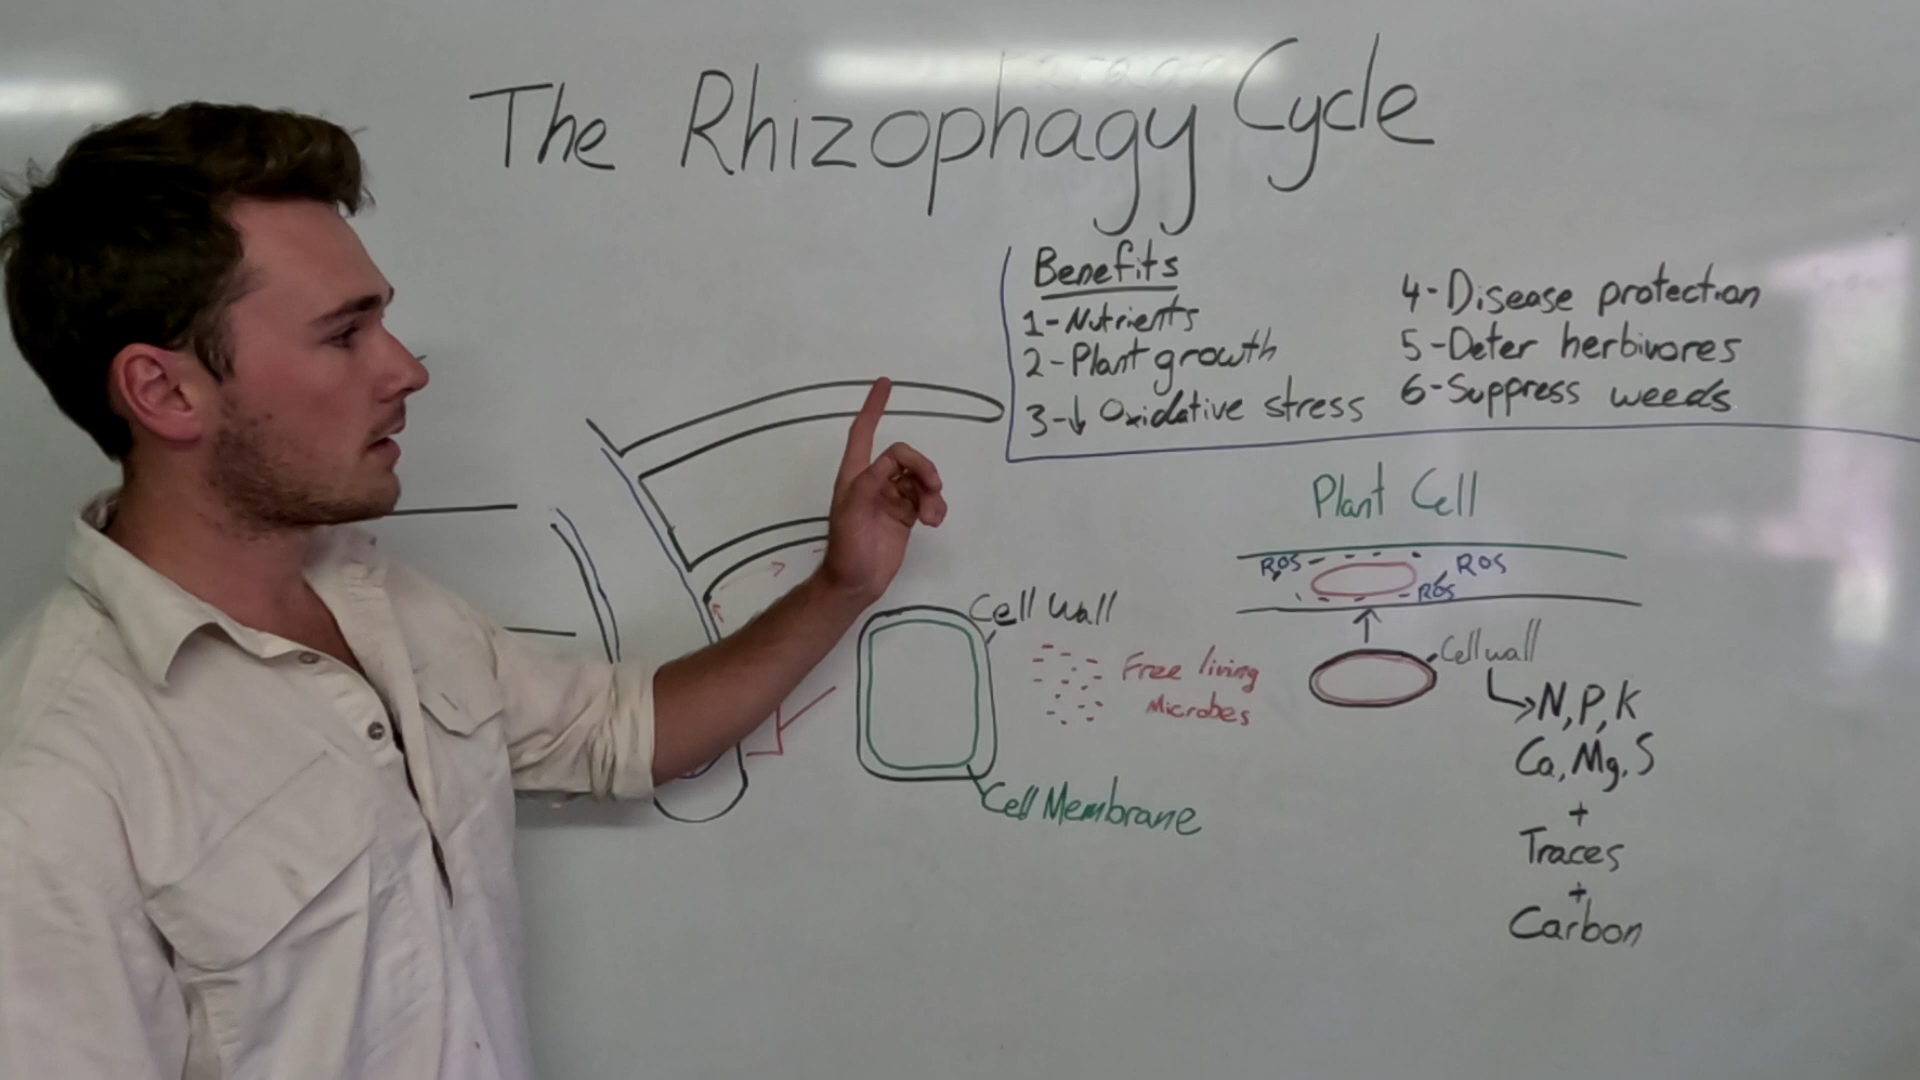 The Rhizophagy Cycle
Benefits
1-Nutrients
2-Plant growth
3-↓ Oxidative stress
4-Disease protection
5-Deter herbivores
6-Suppress weeds
Plant Cell
ROS
ROS
ROS
Cell Wall
Free living
Microbes
Cell Membrane
Cell wall
N, P, K
Ca, Mg, S
+
Traces
+
Carbon